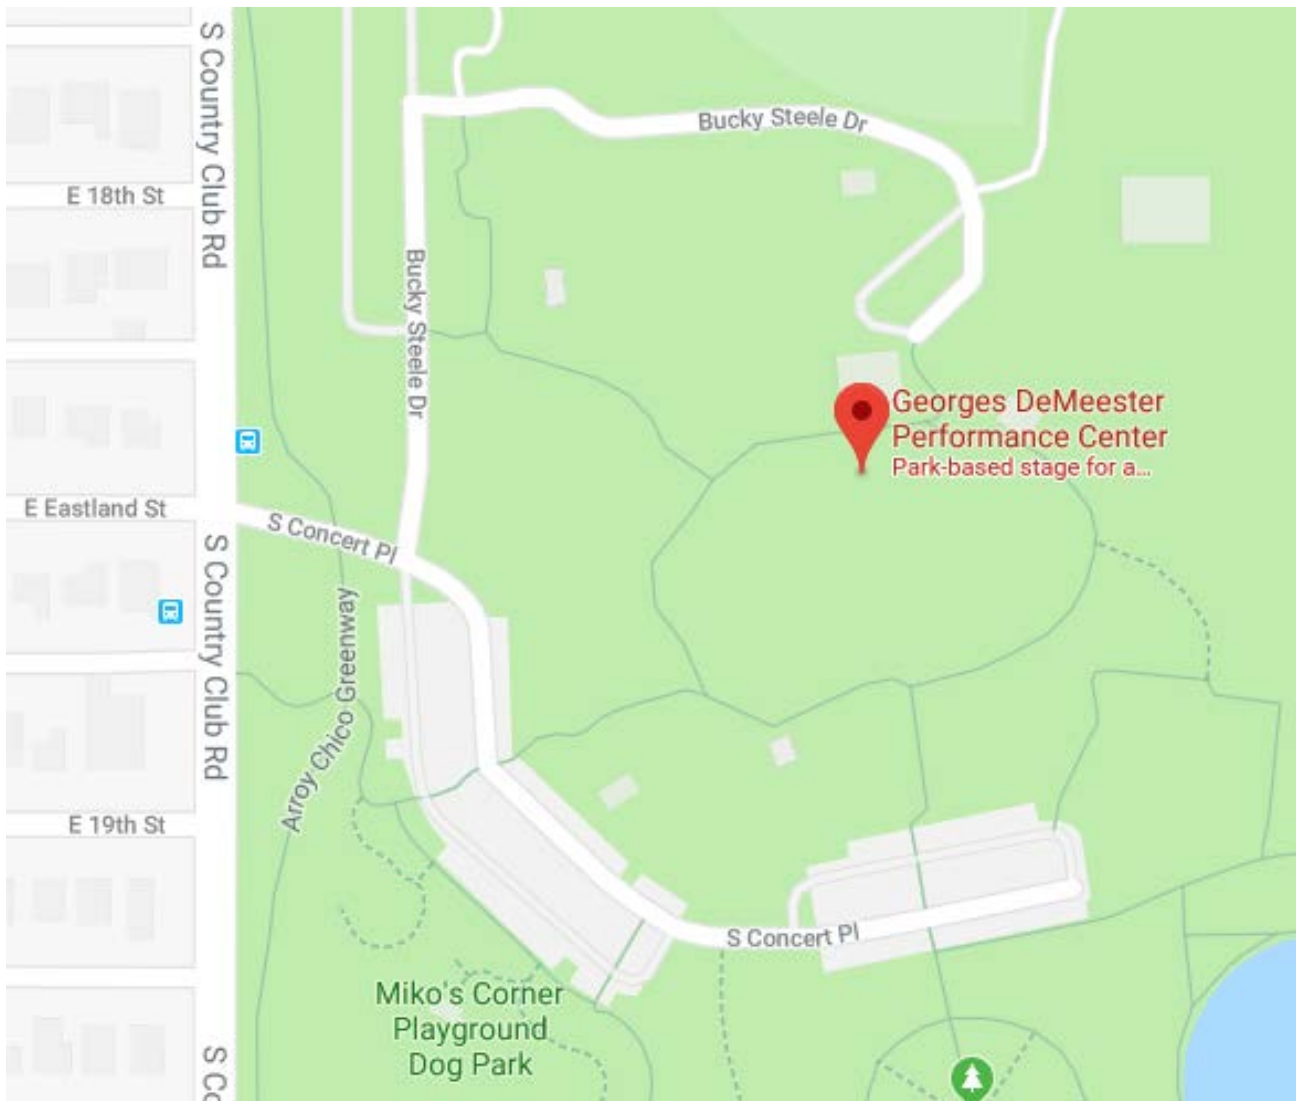 S Country Club Rd
Bucky Steele Dr
E 18th St
Bucky Steele Dr
Georges DeMeester
Performance Center
Park-based stage for a...
E Eastland St
S Concert Pl
S Country Club Rd
Arroy Chico Greenway
E 19th St
S Concert Pl
Miko's Corner
Playground
Dog Park
S Co